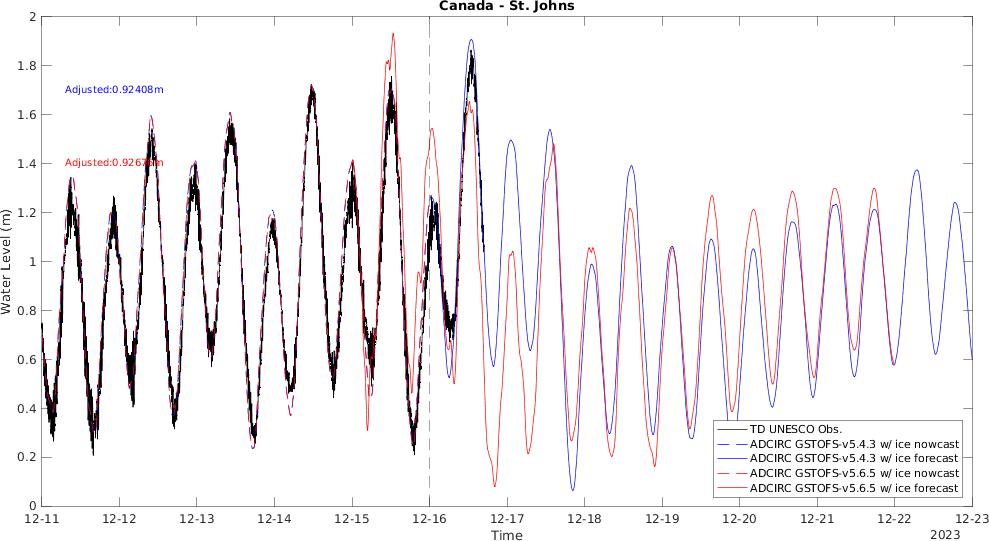 Canada - St. Johns
2
1.8
1.6
1.4
1.2
1
0.8
0.6
0.4
0.2
0
Water Level (m)
Adjusted:0.92408m
Adjusted:0.92675m
TD UNESCO Obs.
ADCIRC GSTOFS-v5.4.3 w/ ice nowcast
ADCIRC GSTOFS-v5.4.3 w/ ice forecast
ADCIRC GSTOFS-v5.6.5 w/ ice nowcast
ADCIRC GSTOFS-v5.6.5 w/ ice forecast
12-11 12-12 12-13 12-14 12-15 12-16 12-17 12-18 12-19 12-20 12-21 12-22 12-23
Time
2023